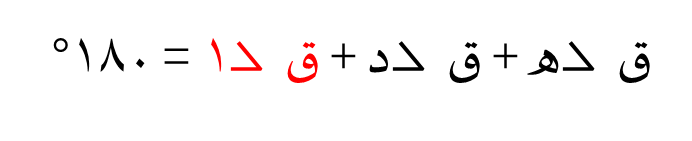 ق ∠هـ + ق ∠د + ق ∠١ = ١٨٠°